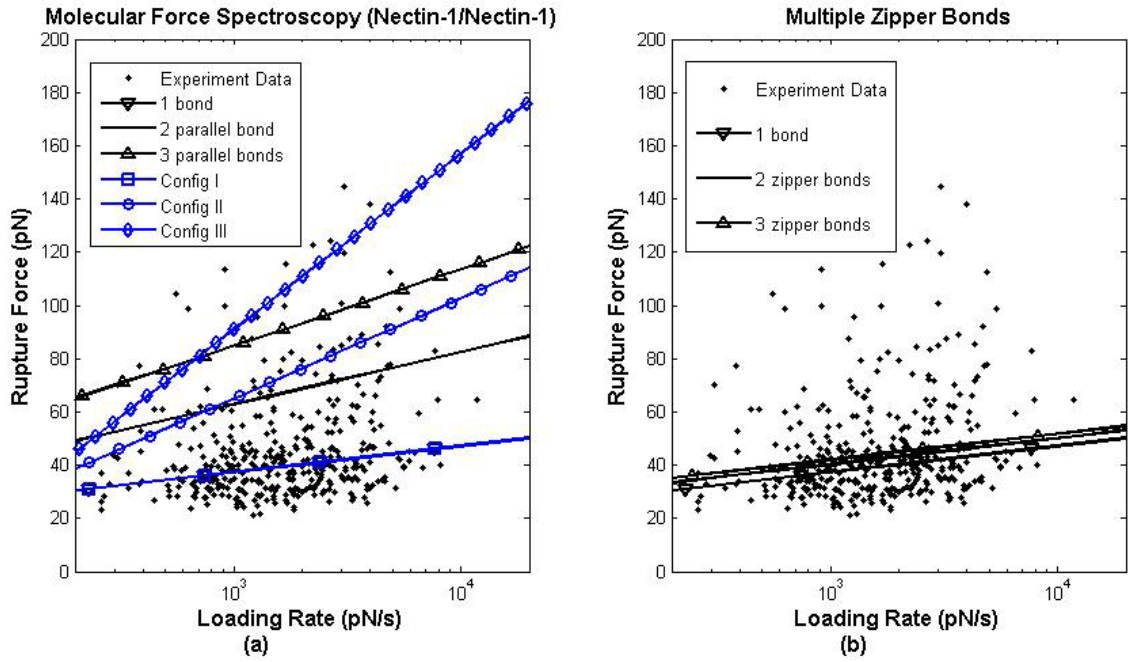 Molecular Force Spectroscopy (Nectin-1/Nectin-1)
200
180
160
140
120
100
80
60
40
20
0
Rupture Force (pN)
Experiment Data
1 bond
2 parallel bond
3 parallel bonds
Config I
Config II
Config III
10³
10⁴
Loading Rate (pN/s)
(a)
Multiple Zipper Bonds
200
180
160
140
120
100
80
60
40
20
0
Rupture Force (pN)
Experiment Data
1 bond
2 zipper bonds
3 zipper bonds
10³
10⁴
Loading Rate (pN/s)
(b)